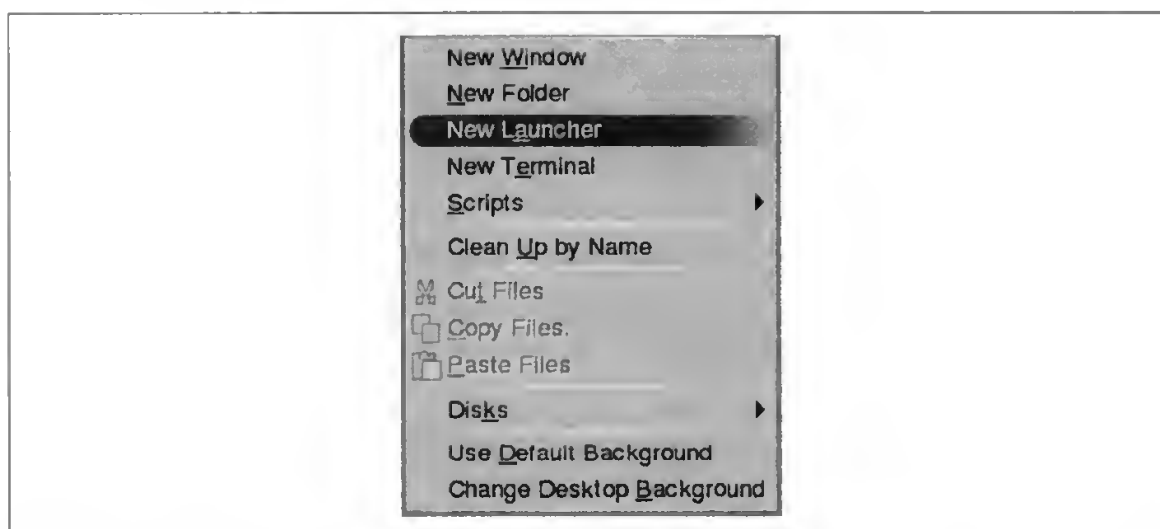 New Window
New Folder
New Launcher
New Terminal
Scripts
Clean Up by Name
Cut Files
Copy Files.
Paste Files
Disks
Use Default Background
Change Desktop Background